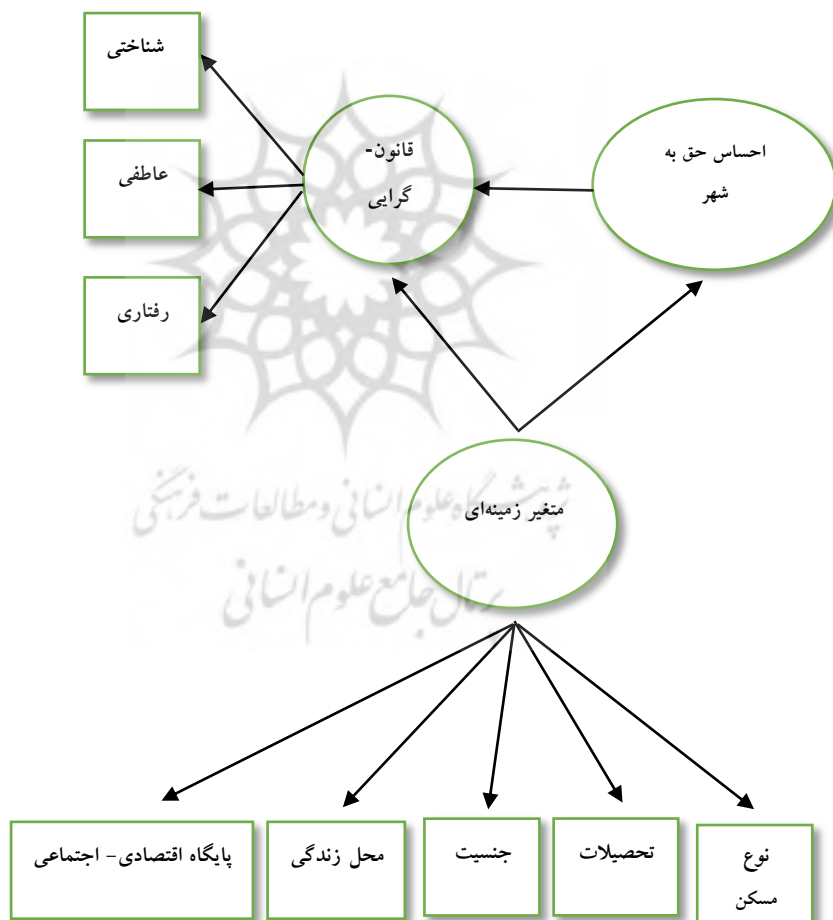 شناختی
عاطفی
رفتاری
قانون-
گرایی
احساس حق به
شهر
متغیر زمینه‌ای
پژوهشگاه علوم انسانی و مطالعات فرهنگی
پرتال جامع علوم انسانی
نوع
مسکن
تحصیلات
جنسیت
محل زندگی
پایگاه اقتصادی- اجتماعی